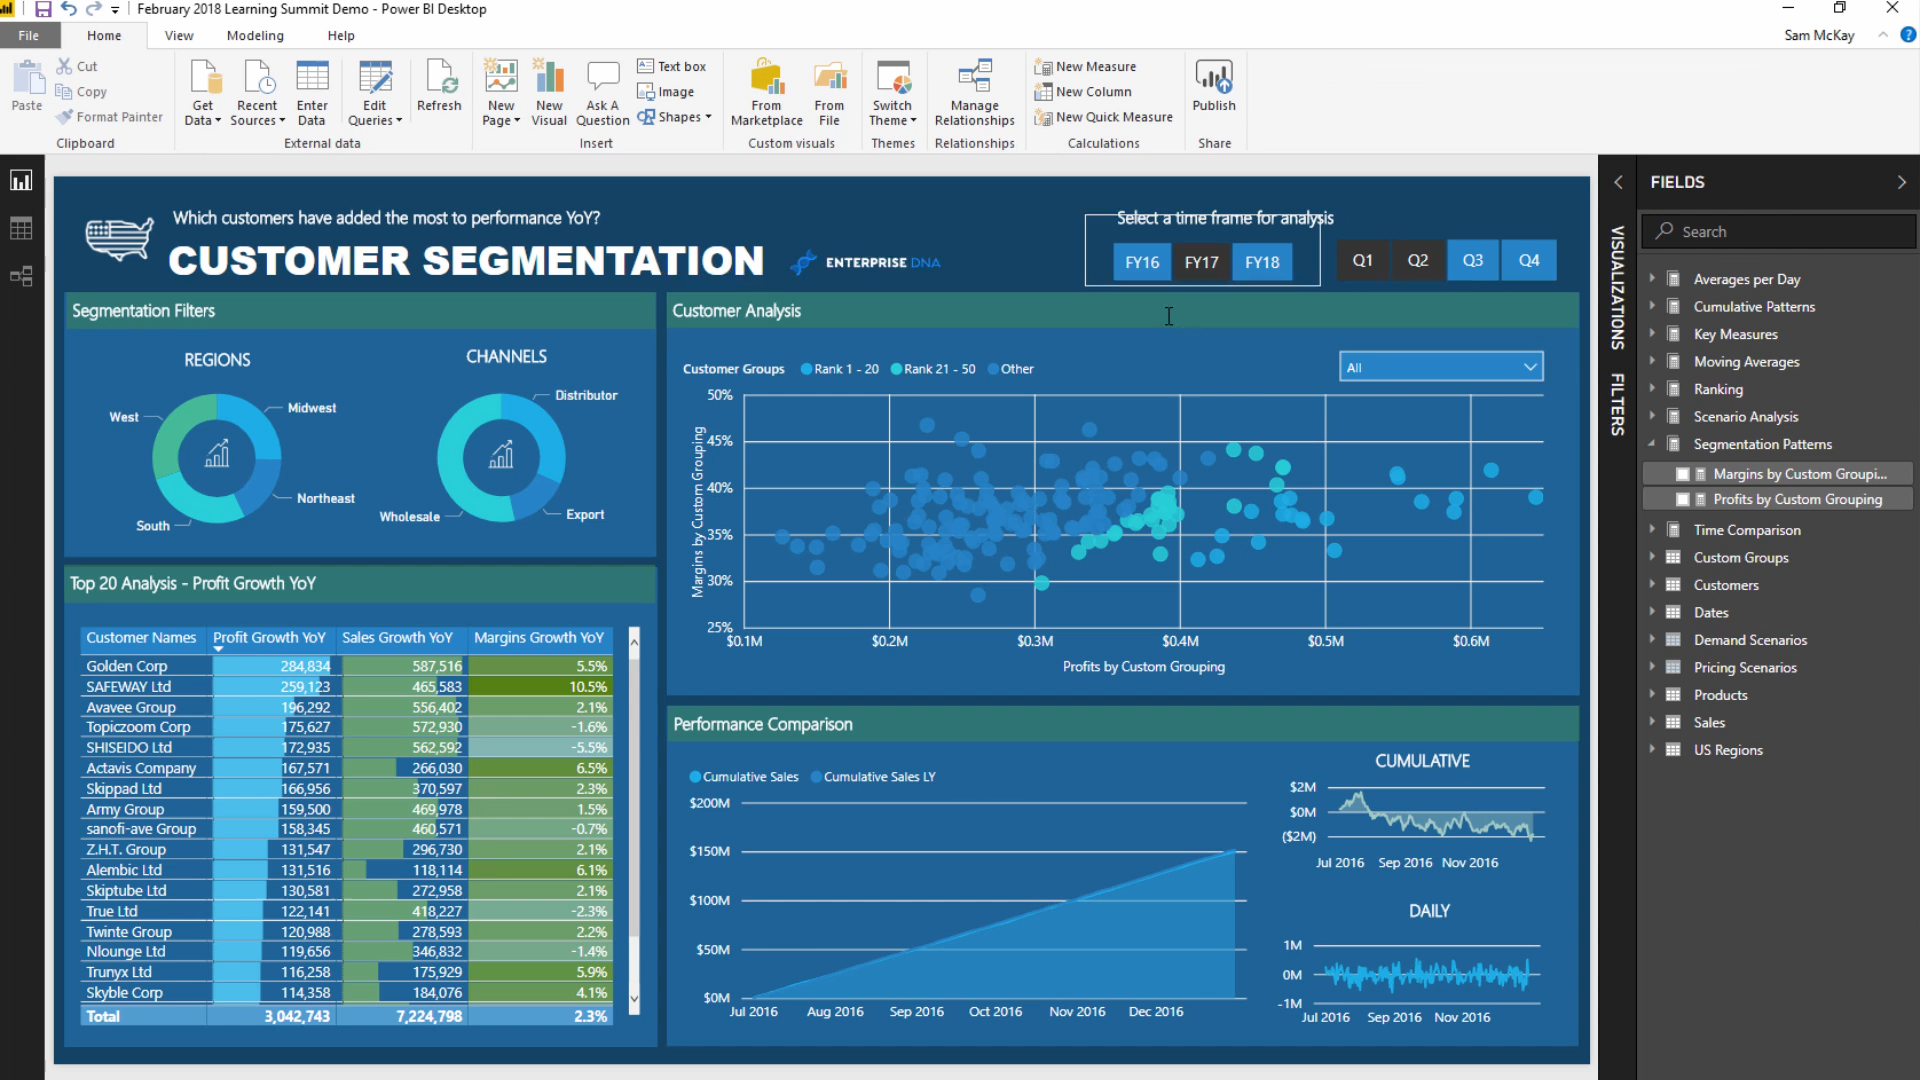 February 2018 Learning Summit Demo - Power BI Desktop
File
Home
View
Modeling
Help
Sam McKay
Paste
Cut
Copy
Format Painter
Clipboard
Get Data
Recent Sources
Enter Data
Edit Queries
External data
Refresh
New Page
New Visual
Ask A Question
Text box
Image
Shapes
Insert
From Marketplace
From File
Custom visuals
Switch Theme
Themes
Manage Relationships
Relationships
New Measure
New Column
New Quick Measure
Calculations
Publish
Share
Which customers have added the most to performance YoY?
CUSTOMER SEGMENTATION
ENTERPRISE DNA
Select a time frame for analysis
FY16 FY17 FY18
Q1 Q2 Q3 Q4
Segmentation Filters
REGIONS
West
Midwest
Northeast
South
CHANNELS
Distributor
Wholesale
Export
Top 20 Analysis - Profit Growth YoY
Customer Names Profit Growth YoY Sales Growth YoY Margins Growth YoY
Golden Corp 284,834 587,516 5.5%
SAFEWAY Ltd 259,123 465,583 10.5%
Avavee Group 196,292 556,402 2.1%
Topiczoom Corp 175,627 572,930 -1.6%
SHISEIDO Ltd 172,935 562,592 -5.5%
Actavis Company 167,571 266,030 6.5%
Skippad Ltd 166,956 370,597 2.3%
Army Group 159,500 469,978 1.5%
sanofi-ave Group 158,345 460,571 -0.7%
Z.H.T. Group 131,547 296,730 2.1%
Alembic Ltd 131,516 118,114 6.1%
Skiptube Ltd 130,581 272,958 2.1%
True Ltd 122,141 418,227 -2.3%
Twinte Group 120,988 278,593 2.2%
Nlounge Ltd 119,656 346,832 -1.4%
Trunyx Ltd 116,258 175,929 5.9%
Skyble Corp 114,358 184,076 4.1%
Total 3,042,743 7,224,798 2.3%
Customer Analysis
Customer Groups Rank 1 - 20 Rank 21 - 50 Other
All
Margins by Custom Grouping
50%
45%
40%
35%
30%
25%
$0.1M $0.2M $0.3M $0.4M $0.5M $0.6M
Profits by Custom Grouping
Performance Comparison
Cumulative Sales Cumulative Sales LY
$200M
$150M
$100M
$50M
$0M
Jul 2016 Aug 2016 Sep 2016 Oct 2016 Nov 2016 Dec 2016
CUMULATIVE
$2M
$0M
($2M)
Jul 2016 Sep 2016 Nov 2016
DAILY
1M
0M
-1M
Jul 2016 Sep 2016 Nov 2016
VISUALIZATIONS
FILTERS
FIELDS
Search
Averages per Day
Cumulative Patterns
Key Measures
Moving Averages
Ranking
Scenario Analysis
Segmentation Patterns
Margins by Custom Groupi...
Profits by Custom Grouping
Time Comparison
Custom Groups
Customers
Dates
Demand Scenarios
Pricing Scenarios
Products
Sales
US Regions